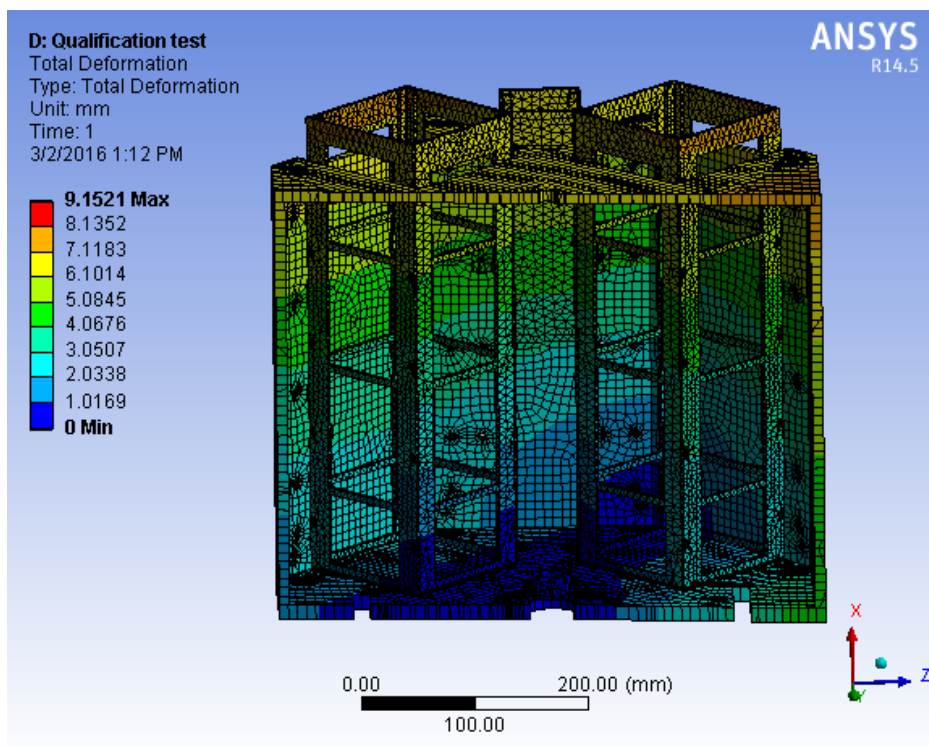 D: Qualification test
Total Deformation
Type: Total Deformation
Unit: mm
Time: 1
3/2/2016 1:12 PM
ANSYS
R14.5
9.1521 Max
8.1352
7.1183
6.1014
5.0845
4.0676
3.0507
2.0338
1.0169
0 Min
0.00 200.00 (mm)
100.00
X
Z
Y